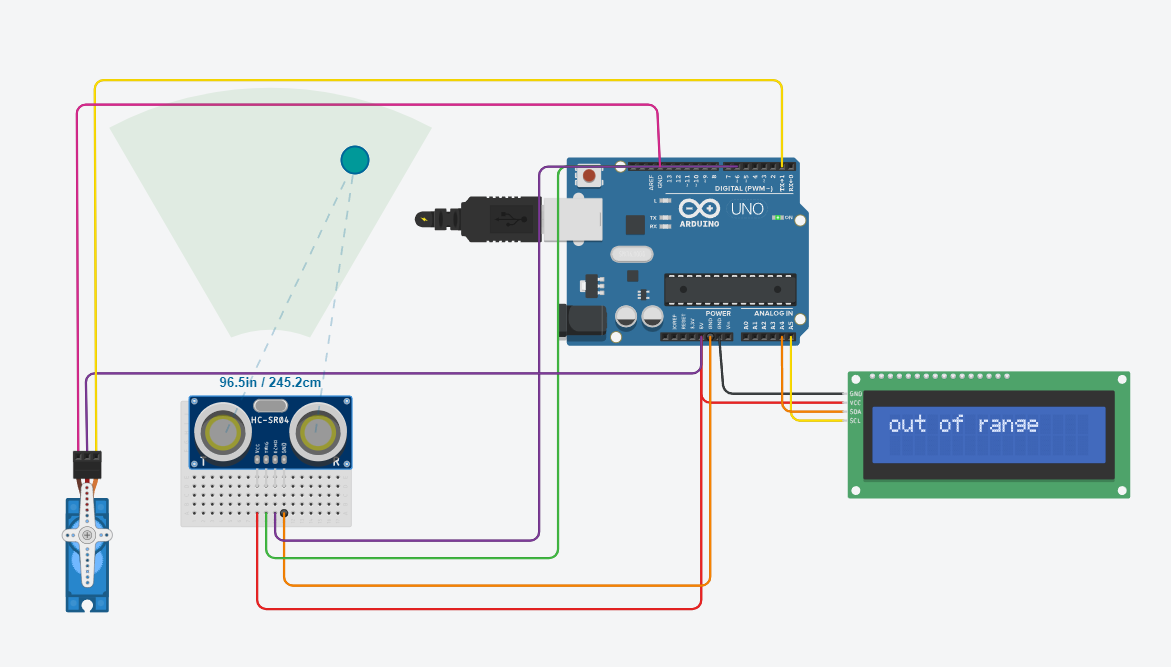 AREF
GND
13
12
~11
~10
~9
8
7
~6
~5
4
~3
2
TX→1
RX←0
DIGITAL (PWM~)
L
TX
RX
ARDUINO
UNO
ON
POWER
ANALOG IN
IOREF
RESET
3.3V
5V
GND
GND
Vin
A0
A1
A2
A3
A4
A5
96.5in / 245.2cm
HC-SR04
VCC
TRIG
ECHO
GND
T
R
GND
VCC
SDA
SCL
out of range